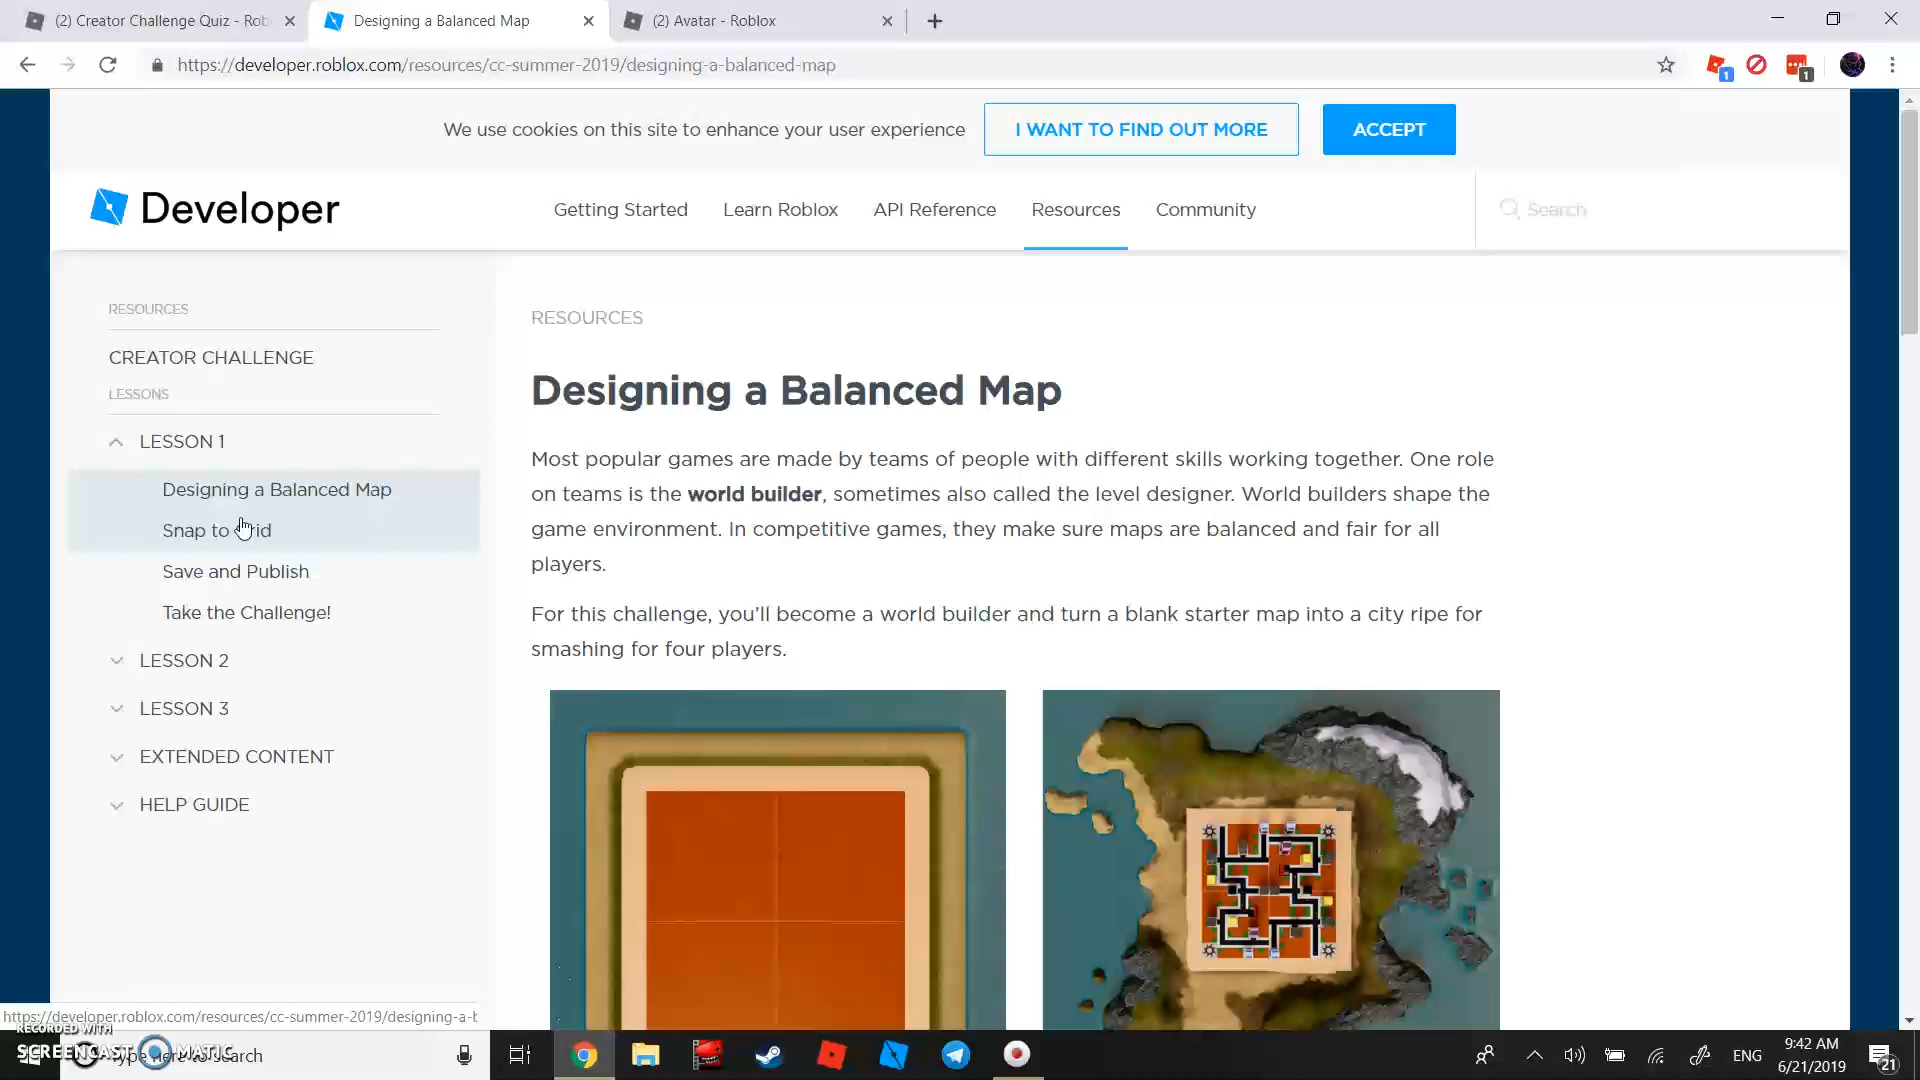 (2) Creator Challenge Quiz - Rob
Designing a Balanced Map
(2) Avatar - Roblox
https://developer.roblox.com/resources/cc-summer-2019/designing-a-balanced-map
1
1
We use cookies on this site to enhance your user experience
I WANT TO FIND OUT MORE
ACCEPT
Developer
Getting Started
Learn Roblox
API Reference
Resources
Community
Search
RESOURCES
CREATOR CHALLENGE
LESSONS
LESSON 1
Designing a Balanced Map
Snap to Grid
Save and Publish
Take the Challenge!
LESSON 2
LESSON 3
EXTENDED CONTENT
HELP GUIDE
RESOURCES
Designing a Balanced Map
Most popular games are made by teams of people with different skills working together. One role
on teams is the world builder, sometimes also called the level designer. World builders shape the
game environment. In competitive games, they make sure maps are balanced and fair for all
players.
For this challenge, you'll become a world builder and turn a blank starter map into a city ripe for
smashing for four players.
https://developer.roblox.com/resources/cc-summer-2019/designing-a-b
RECORDED WITH
SCREENCAST MATIC
Type here to search
ENG
9:42 AM
6/21/2019
21